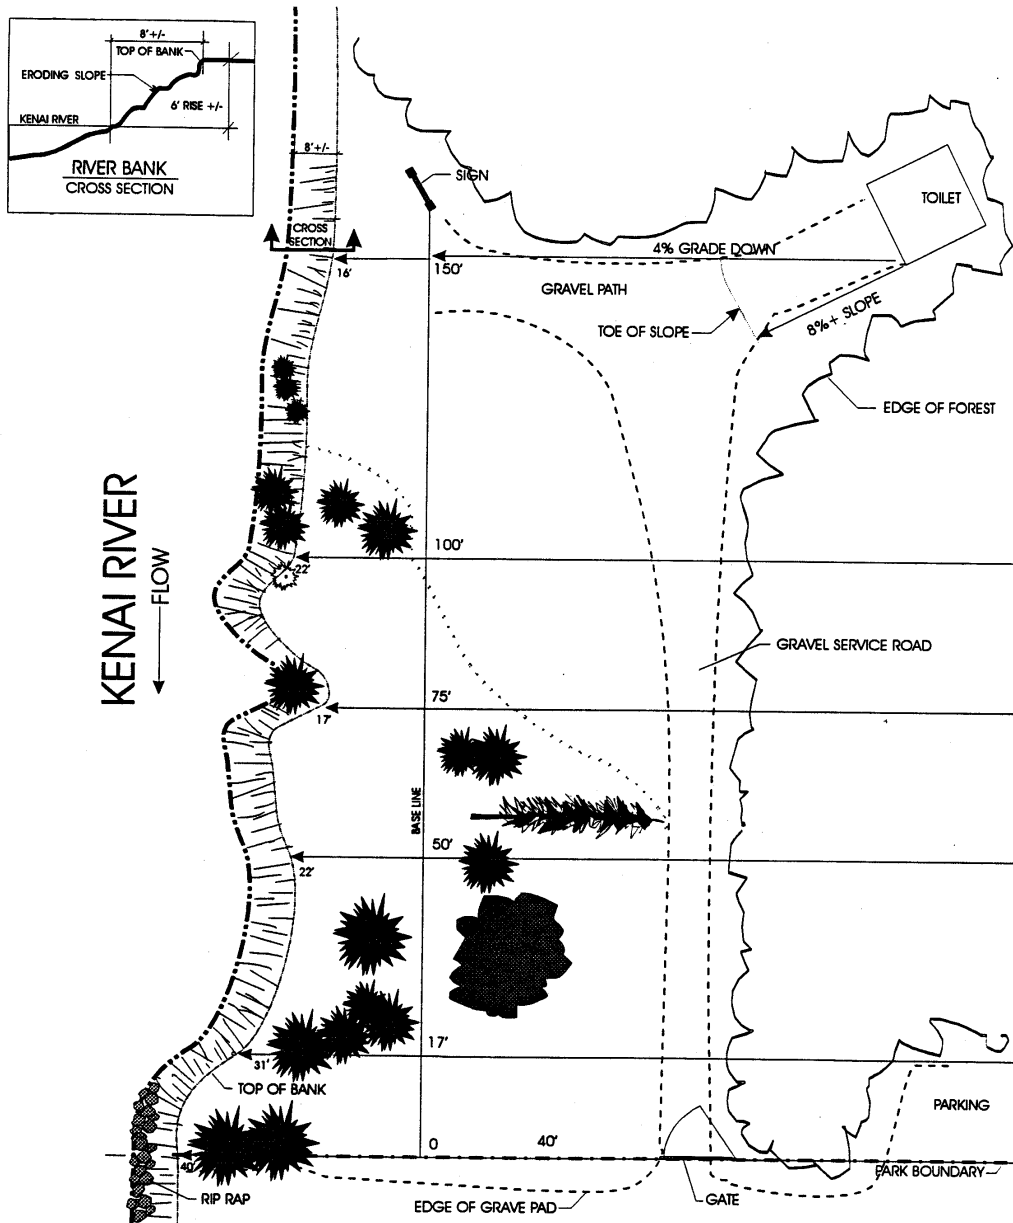 8'+/-
TOP OF BANK
ERODING SLOPE
6' RISE +/-
KENAI RIVER
RIVER BANK
CROSS SECTION
8'+/-
SIGN
TOILET
CROSS
SECTION
4% GRADE DOWN
16'
150'
GRAVEL PATH
8%+ SLOPE
TOE OF SLOPE
EDGE OF FOREST
KENAI RIVER
FLOW
100'
22'
GRAVEL SERVICE ROAD
75'
17'
BASE LINE
50'
22'
17'
31'
TOP OF BANK
PARKING
0
40'
40'
PARK BOUNDARY
RIP RAP
EDGE OF GRAVE PAD
GATE